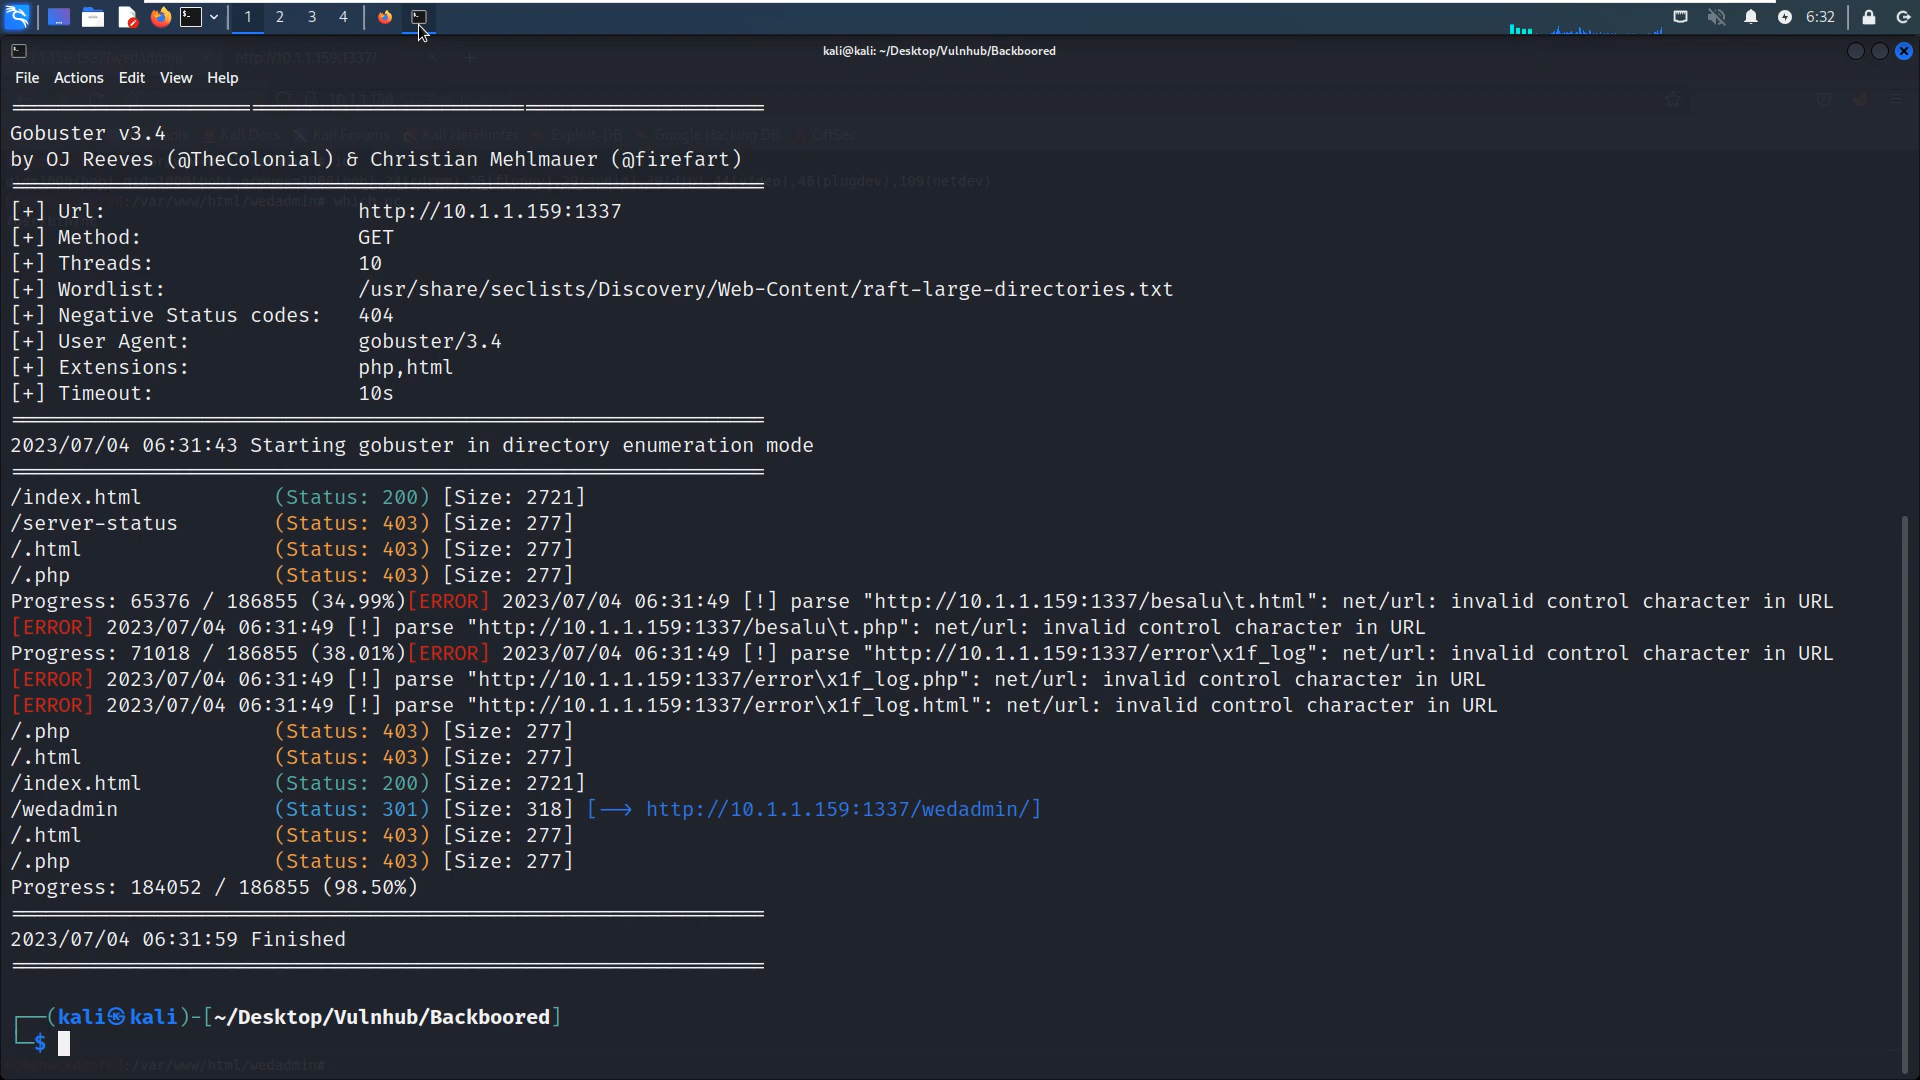 1 2 3 4 6:32
kali@kali: ~/Desktop/Vulnhub/Backboored
File Actions Edit View Help
Gobuster v3.4
by OJ Reeves (@TheColonial) & Christian Mehlmauer (@firefart)
[+] Url: http://10.1.1.159:1337
[+] Method: GET
[+] Threads: 10
[+] Wordlist: /usr/share/seclists/Discovery/Web-Content/raft-large-directories.txt
[+] Negative Status codes: 404
[+] User Agent: gobuster/3.4
[+] Extensions: php,html
[+] Timeout: 10s
2023/07/04 06:31:43 Starting gobuster in directory enumeration mode
/index.html (Status: 200) [Size: 2721]
/server-status (Status: 403) [Size: 277]
/.html (Status: 403) [Size: 277]
/.php (Status: 403) [Size: 277]
Progress: 65376 / 186855 (34.99%)[ERROR] 2023/07/04 06:31:49 [!] parse "http://10.1.1.159:1337/besalu\t.html": net/url: invalid control character in URL
[ERROR] 2023/07/04 06:31:49 [!] parse "http://10.1.1.159:1337/besalu\t.php": net/url: invalid control character in URL
Progress: 71018 / 186855 (38.01%)[ERROR] 2023/07/04 06:31:49 [!] parse "http://10.1.1.159:1337/error\x1f_log": net/url: invalid control character in URL
[ERROR] 2023/07/04 06:31:49 [!] parse "http://10.1.1.159:1337/error\x1f_log.php": net/url: invalid control character in URL
[ERROR] 2023/07/04 06:31:49 [!] parse "http://10.1.1.159:1337/error\x1f_log.html": net/url: invalid control character in URL
/.php (Status: 403) [Size: 277]
/.html (Status: 403) [Size: 277]
/index.html (Status: 200) [Size: 2721]
/wedadmin (Status: 301) [Size: 318] [--> http://10.1.1.159:1337/wedadmin/]
/.html (Status: 403) [Size: 277]
/.php (Status: 403) [Size: 277]
Progress: 184052 / 186855 (98.50%)
2023/07/04 06:31:59 Finished
(kali㉿kali)-[~/Desktop/Vulnhub/Backboored]
$